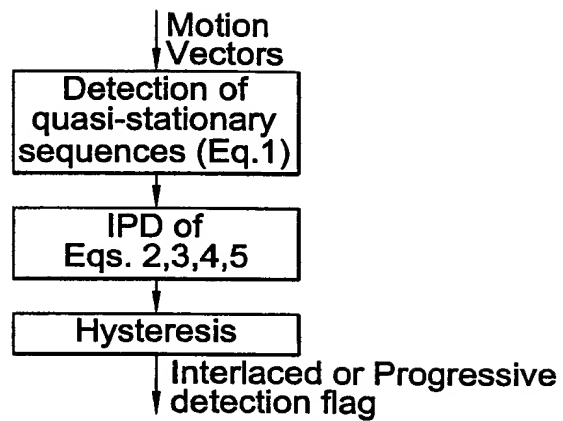 Motion
Vectors
Detection of
quasi-stationary
sequences (Eq.1)
IPD of
Eqs. 2,3,4,5
Hysteresis
Interlaced or Progressive
detection flag